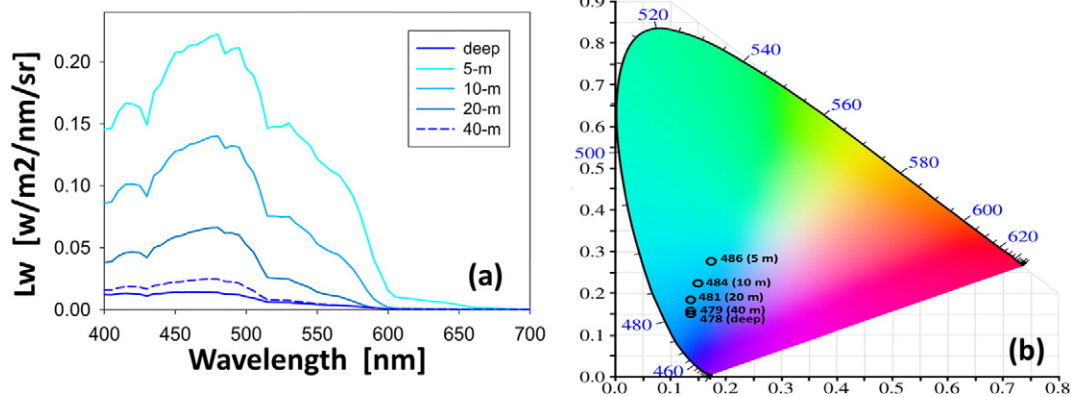 (a)
0.20
0.15
0.10
0.05
0.00
Lw [w/m2/nm/sr]
deep
5-m
10-m
20-m
40-m
400
450
500
550
600
650
700
Wavelength [nm]
(b)
0.9
0.8
0.7
0.6
0.5
0.4
0.3
0.2
0.1
0.0
520
540
560
500
580
600
620
486 (5 m)
484 (10 m)
481 (20 m)
479 (40 m)
478 (deep)
480
460
0.0
0.1
0.2
0.3
0.4
0.5
0.6
0.7
0.8